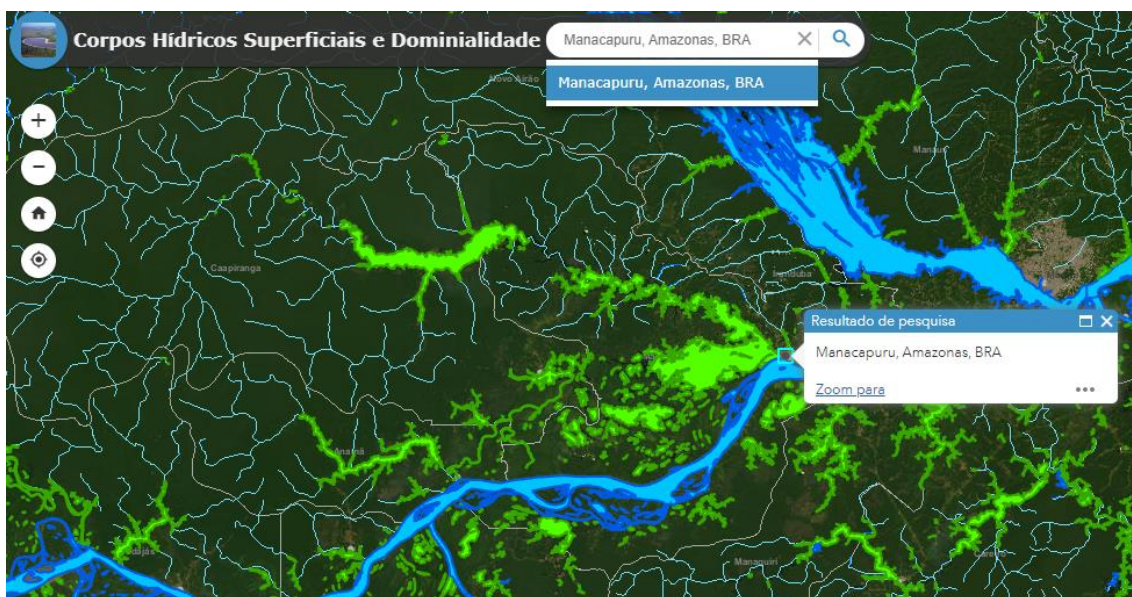 Corpos Hídricos Superficiais e Dominialidade
Manacapuru, Amazonas, BRA
Manacapuru, Amazonas, BRA
Novo Airão
Manaus
Caapiranga
Iranduba
Resultado de pesquisa
Manacapuru, Amazonas, BRA
Zoom para
Anamã
Manaquiri
Careiro